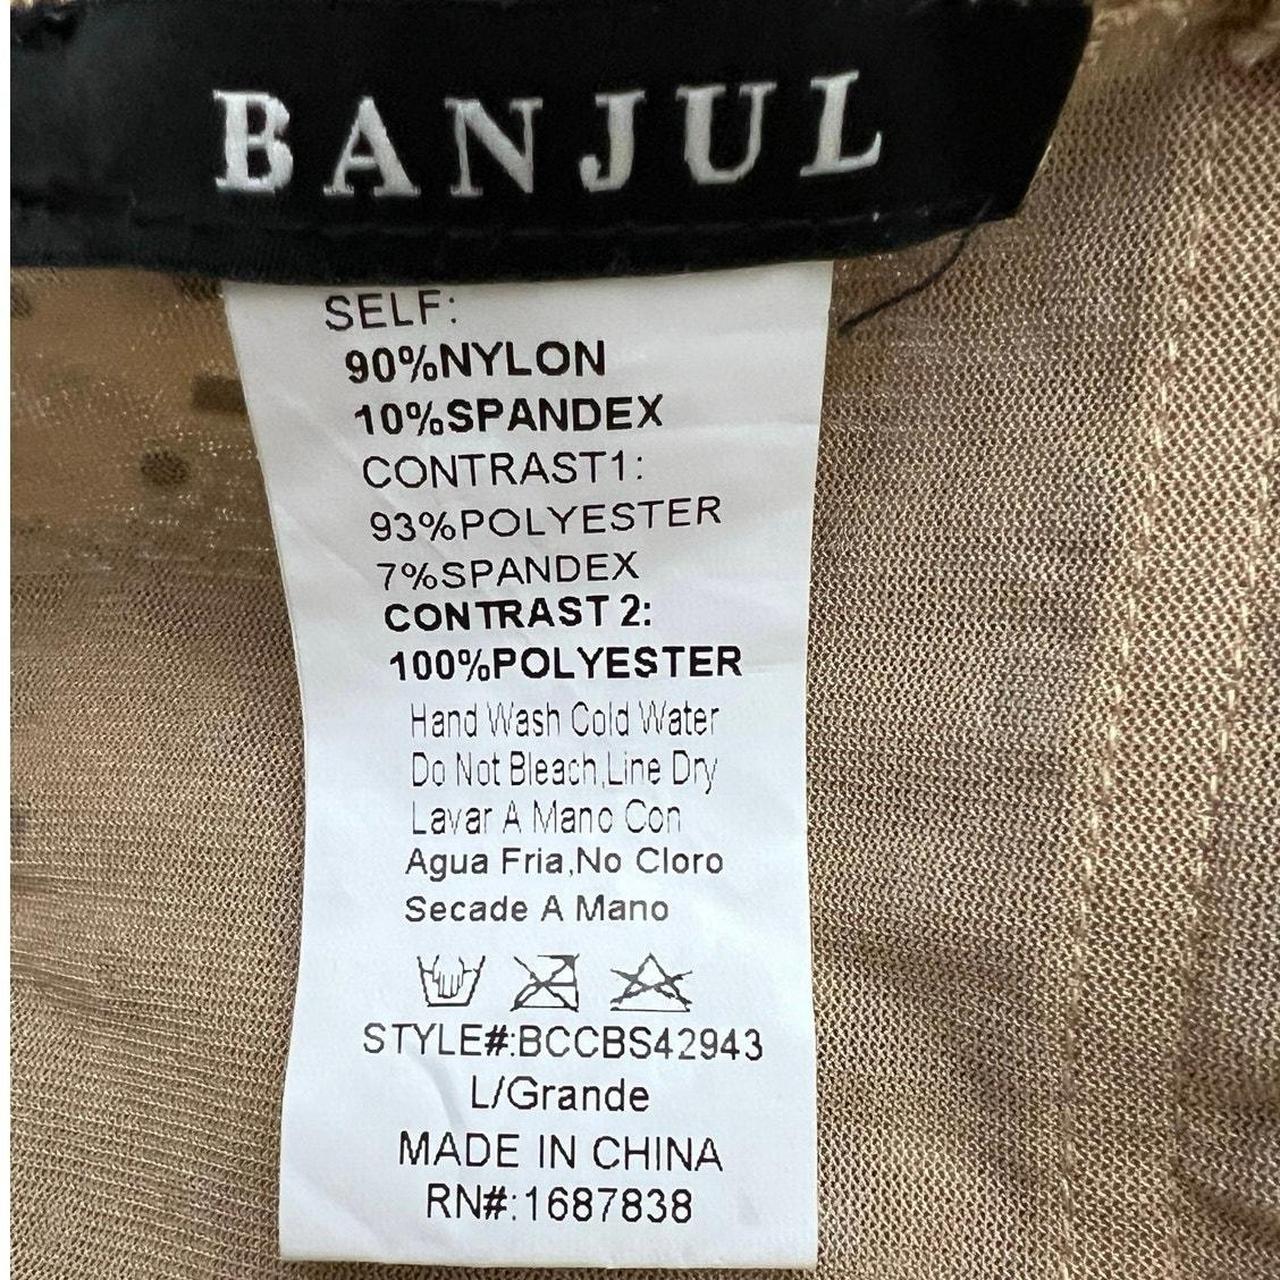 BANJUL
SELF:
90%NYLON
10%SPANDEX
CONTRAST1:
93%POLYESTER
7%SPANDEX
CONTRAST 2:
100%POLYESTER
Hand Wash Cold Water
Do Not Bleach,Line Dry
Lavar A Mano Con
Agua Fria,No Cloro
Secade A Mano
STYLE#:BCCBS42943
L/Grande
MADE IN CHINA
RN#:1687838